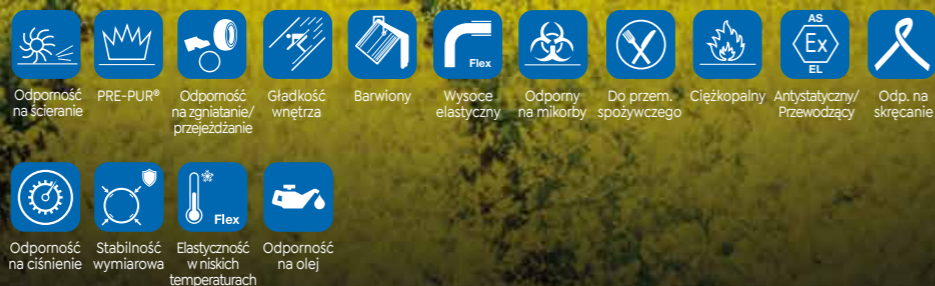 Flex
AS
Ex
EL
Odporność
na ścieranie
PRE-PUR®
Odporność
na zgniatanie/
przejeżdżanie
Gładkość
wnętrza
Barwiony
Wysoce
elastyczny
Odporny
na mikorby
Do przem.
spożywczego
Ciężkopalny
Antystatyczny/
Przewodzący
Odp. na
skręcanie
Flex
Odporność
na ciśnienie
Stabilność
wymiarowa
Elastyczność
w niskich
temperaturach
Odporność
na olej